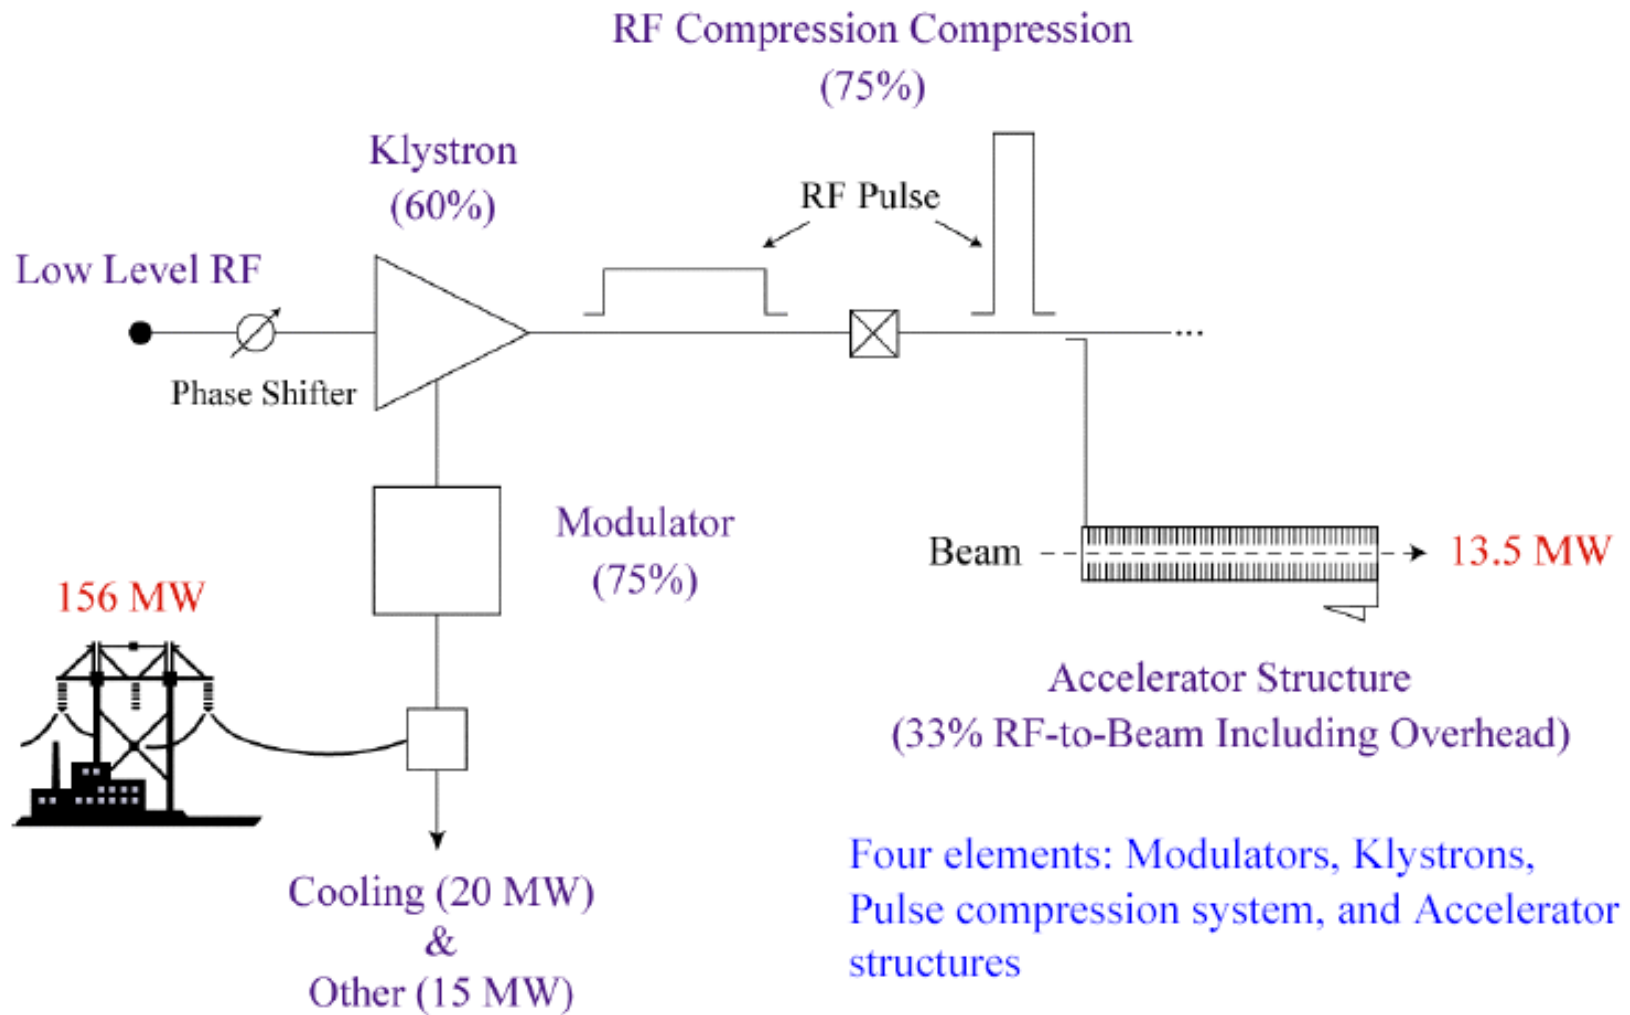 RF Compression Compression
(75%)
Klystron
(60%)
RF Pulse
Low Level RF
Phase Shifter
...
Modulator
(75%)
Beam
13.5 MW
156 MW
Accelerator Structure
(33% RF-to-Beam Including Overhead)
Cooling (20 MW)
&
Other (15 MW)
Four elements: Modulators, Klystrons,
Pulse compression system, and Accelerator
structures